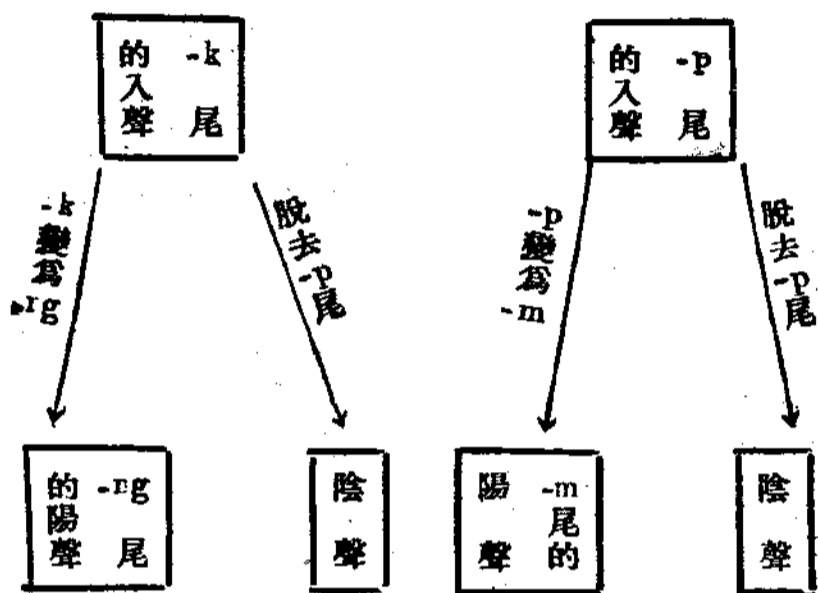 -k尾
的入聲
-p尾
的入聲
-k變爲-ng
脫去-p尾
-p變爲-m
脫去-p尾
-ng尾
的陽聲
陰聲
-m尾的
陽聲
陰聲